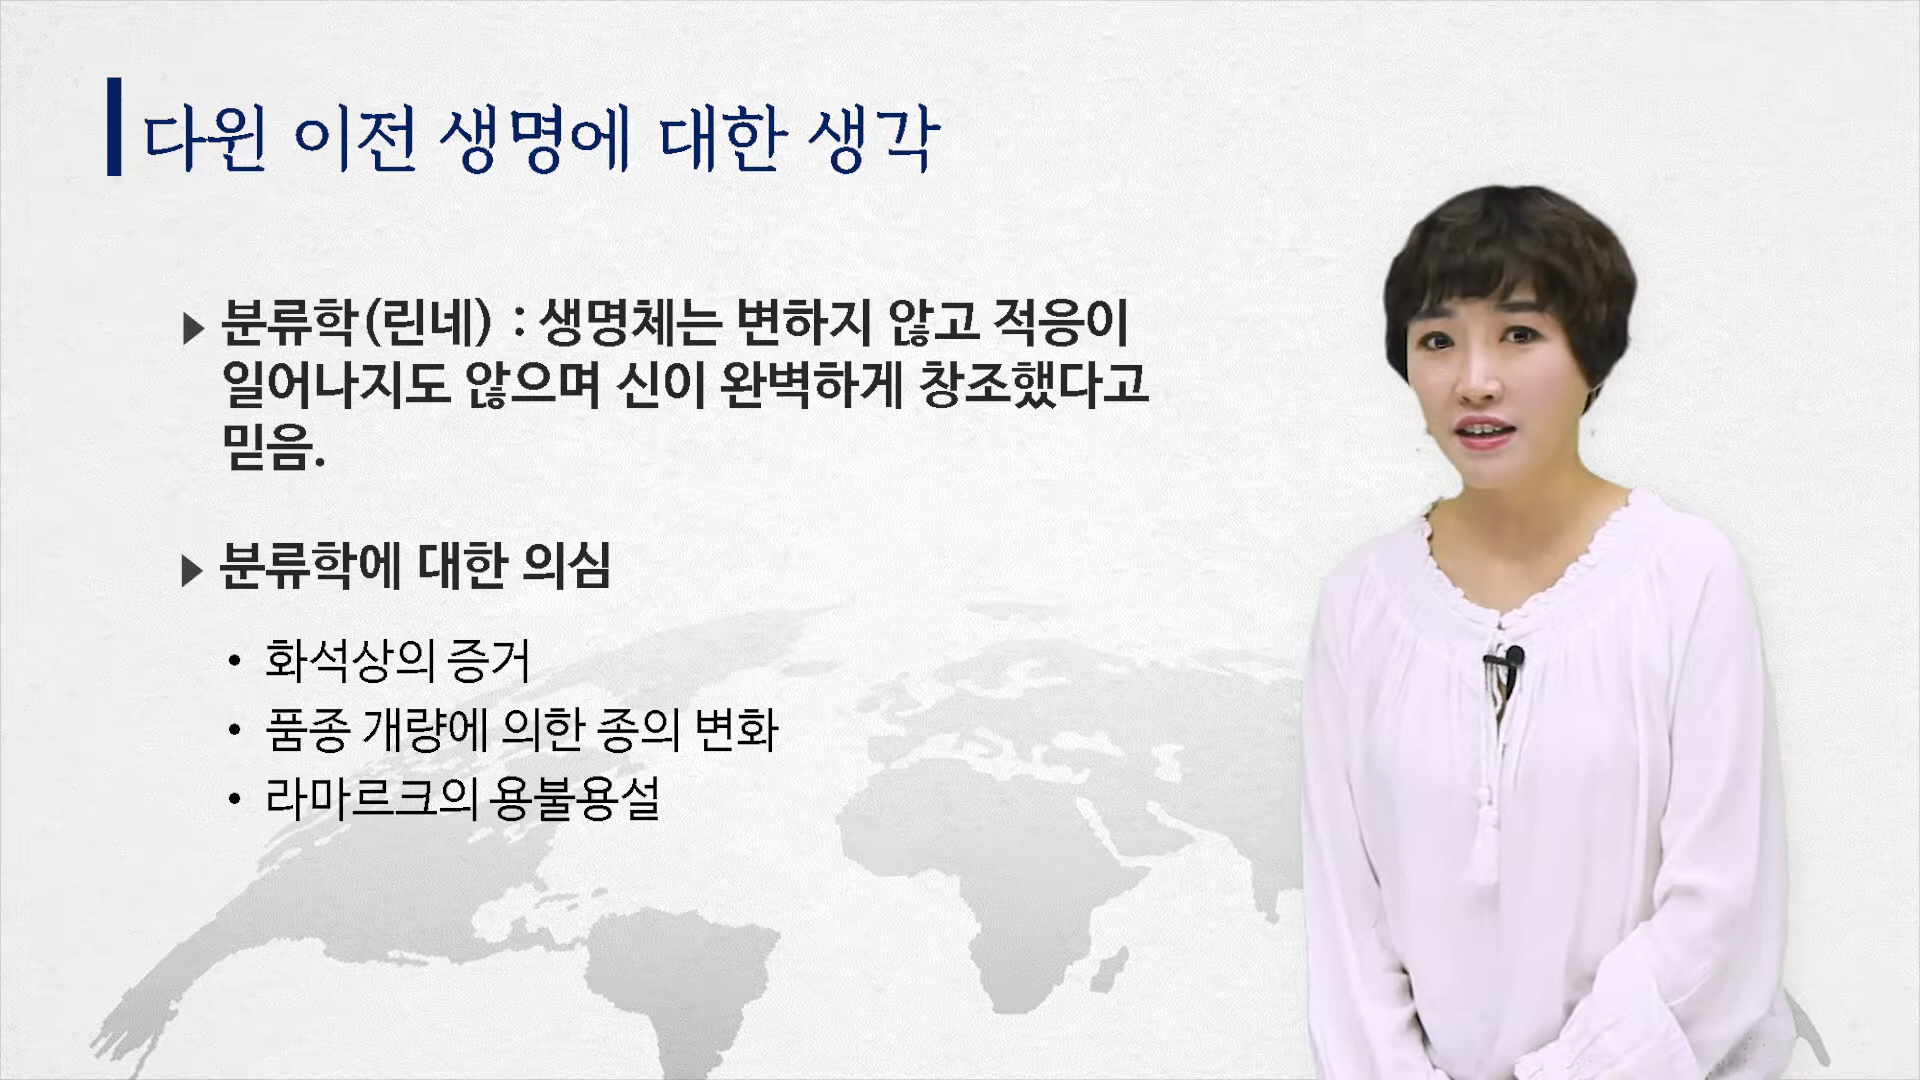 다윈 이전 생명에 대한 생각
▶ 분류학(린네) : 생명체는 변하지 않고 적응이
일어나지도 않으며 신이 완벽하게 창조했다고
믿음.
▶ 분류학에 대한 의심
• 화석상의 증거
• 품종 개량에 의한 종의 변화
• 라마르크의 용불용설